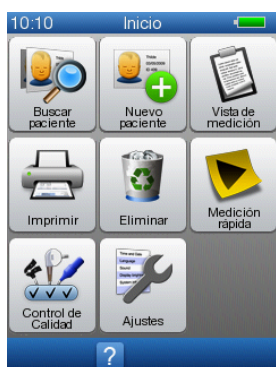 10:10 Inicio
Buscar paciente
Nuevo paciente
Vista de medición
Imprimir
Eliminar
Medición rápida
Control de Calidad
Ajustes
?